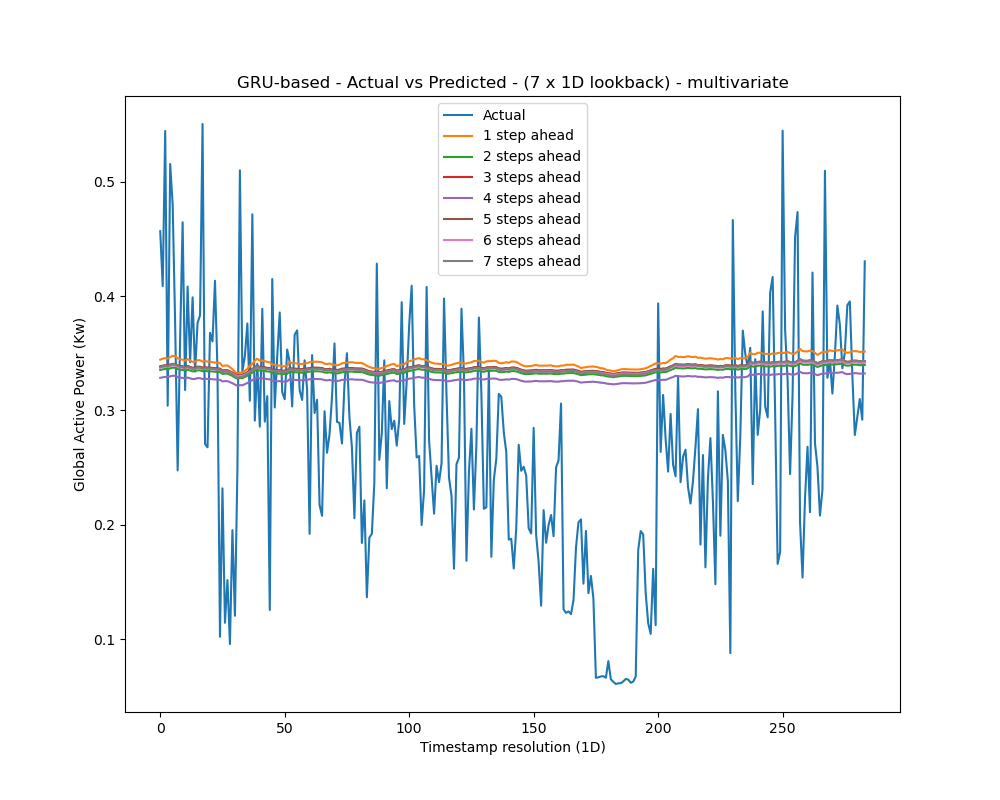 GRU-based - Actual vs Predicted - (7 x 1D lookback) - multivariate
Actual
1 step ahead
2 steps ahead
3 steps ahead
4 steps ahead
5 steps ahead
6 steps ahead
7 steps ahead
Global Active Power (Kw)
0.5
0.4
0.3
0.2
0.1
0 50 100 150 200 250
Timestamp resolution (1D)